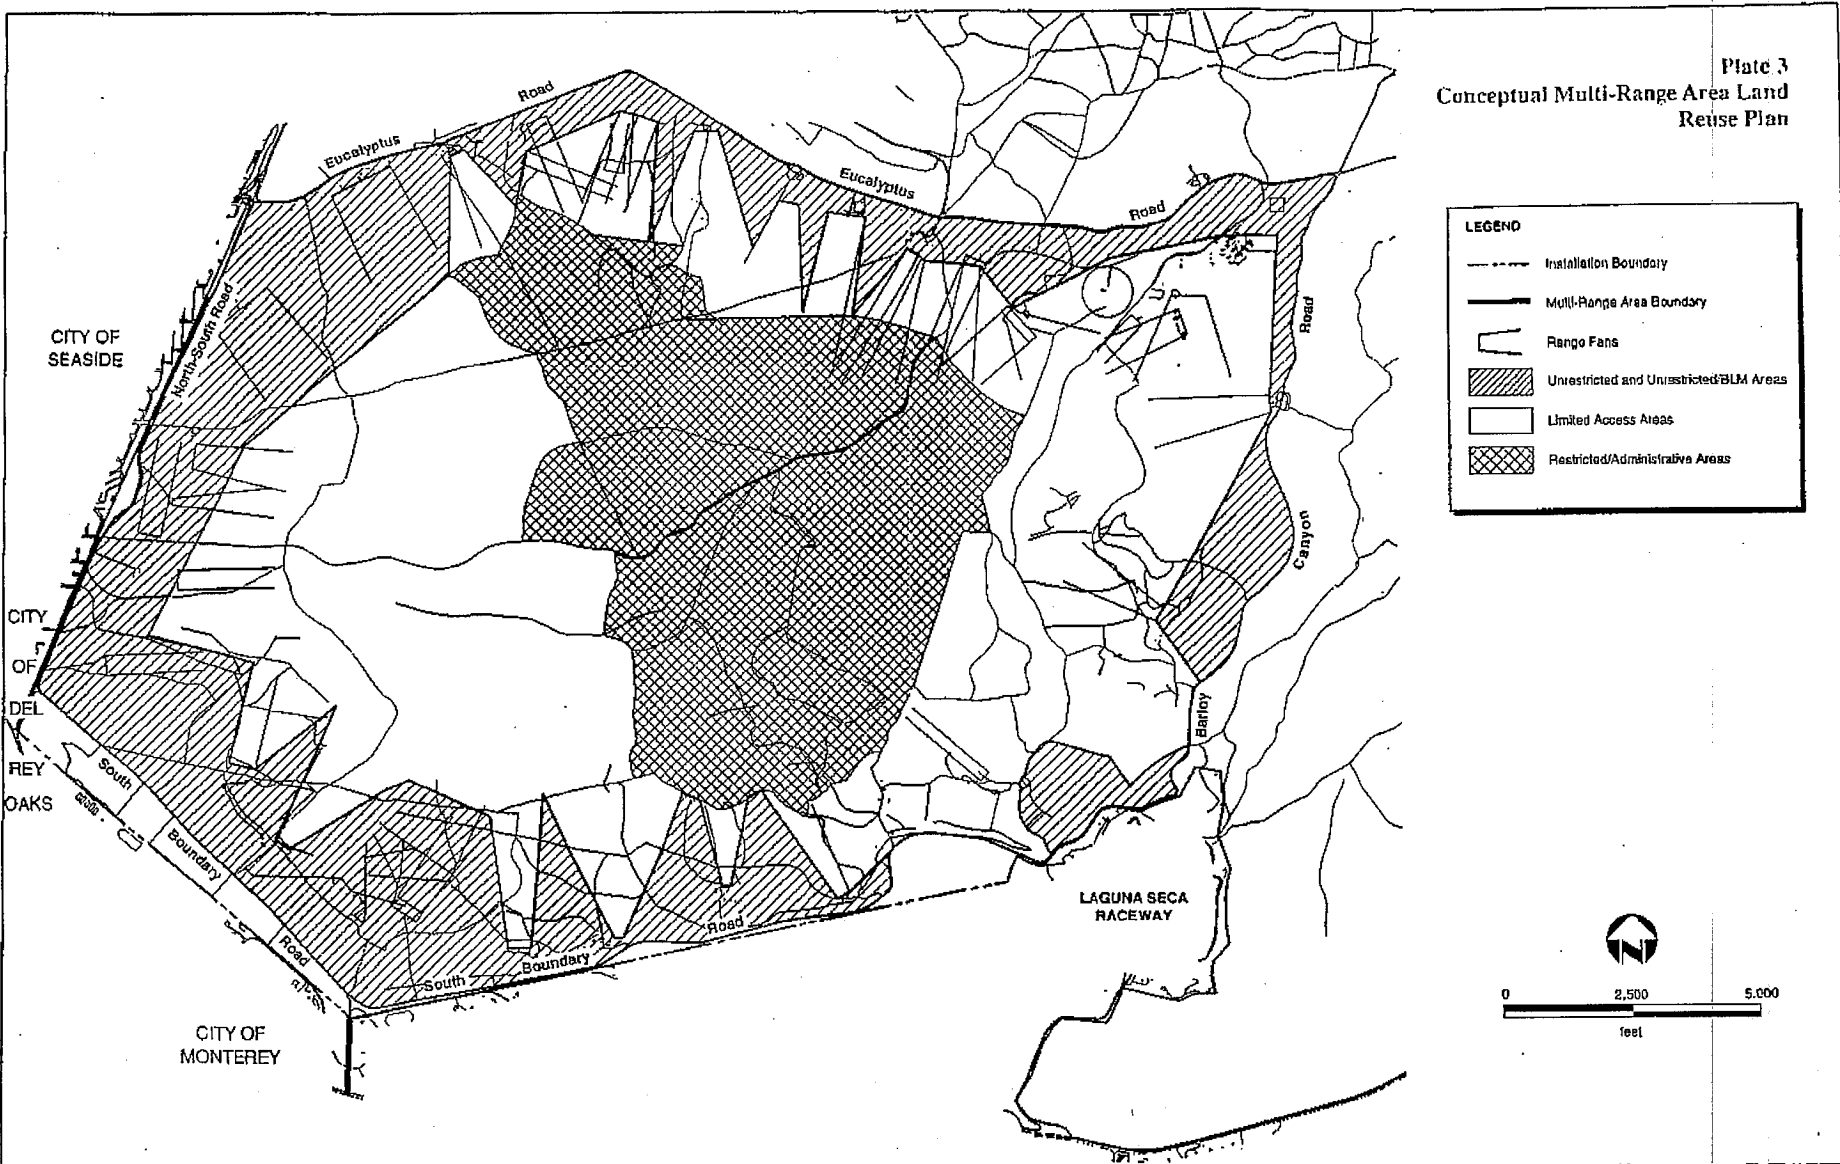 Plate 3
Conceptual Multi-Range Area Land
Reuse Plan
LEGEND
Installation Boundary
Multi-Range Area Boundary
Range Fans
Unrestricted and Unrestricted/BLM Areas
Limited Access Areas
Restricted/Administrative Areas
Eucalyptus
Road
Eucalyptus
Road
Road
Canyon
Barloy
CITY OF
SEASIDE
North-South Road
CITY
OF
DEL
REY
OAKS
South
Boundary
Road
South
Boundary
Road
CITY OF
MONTEREY
LAGUNA SECA
RACEWAY
N
0
2,500
5,000
feet